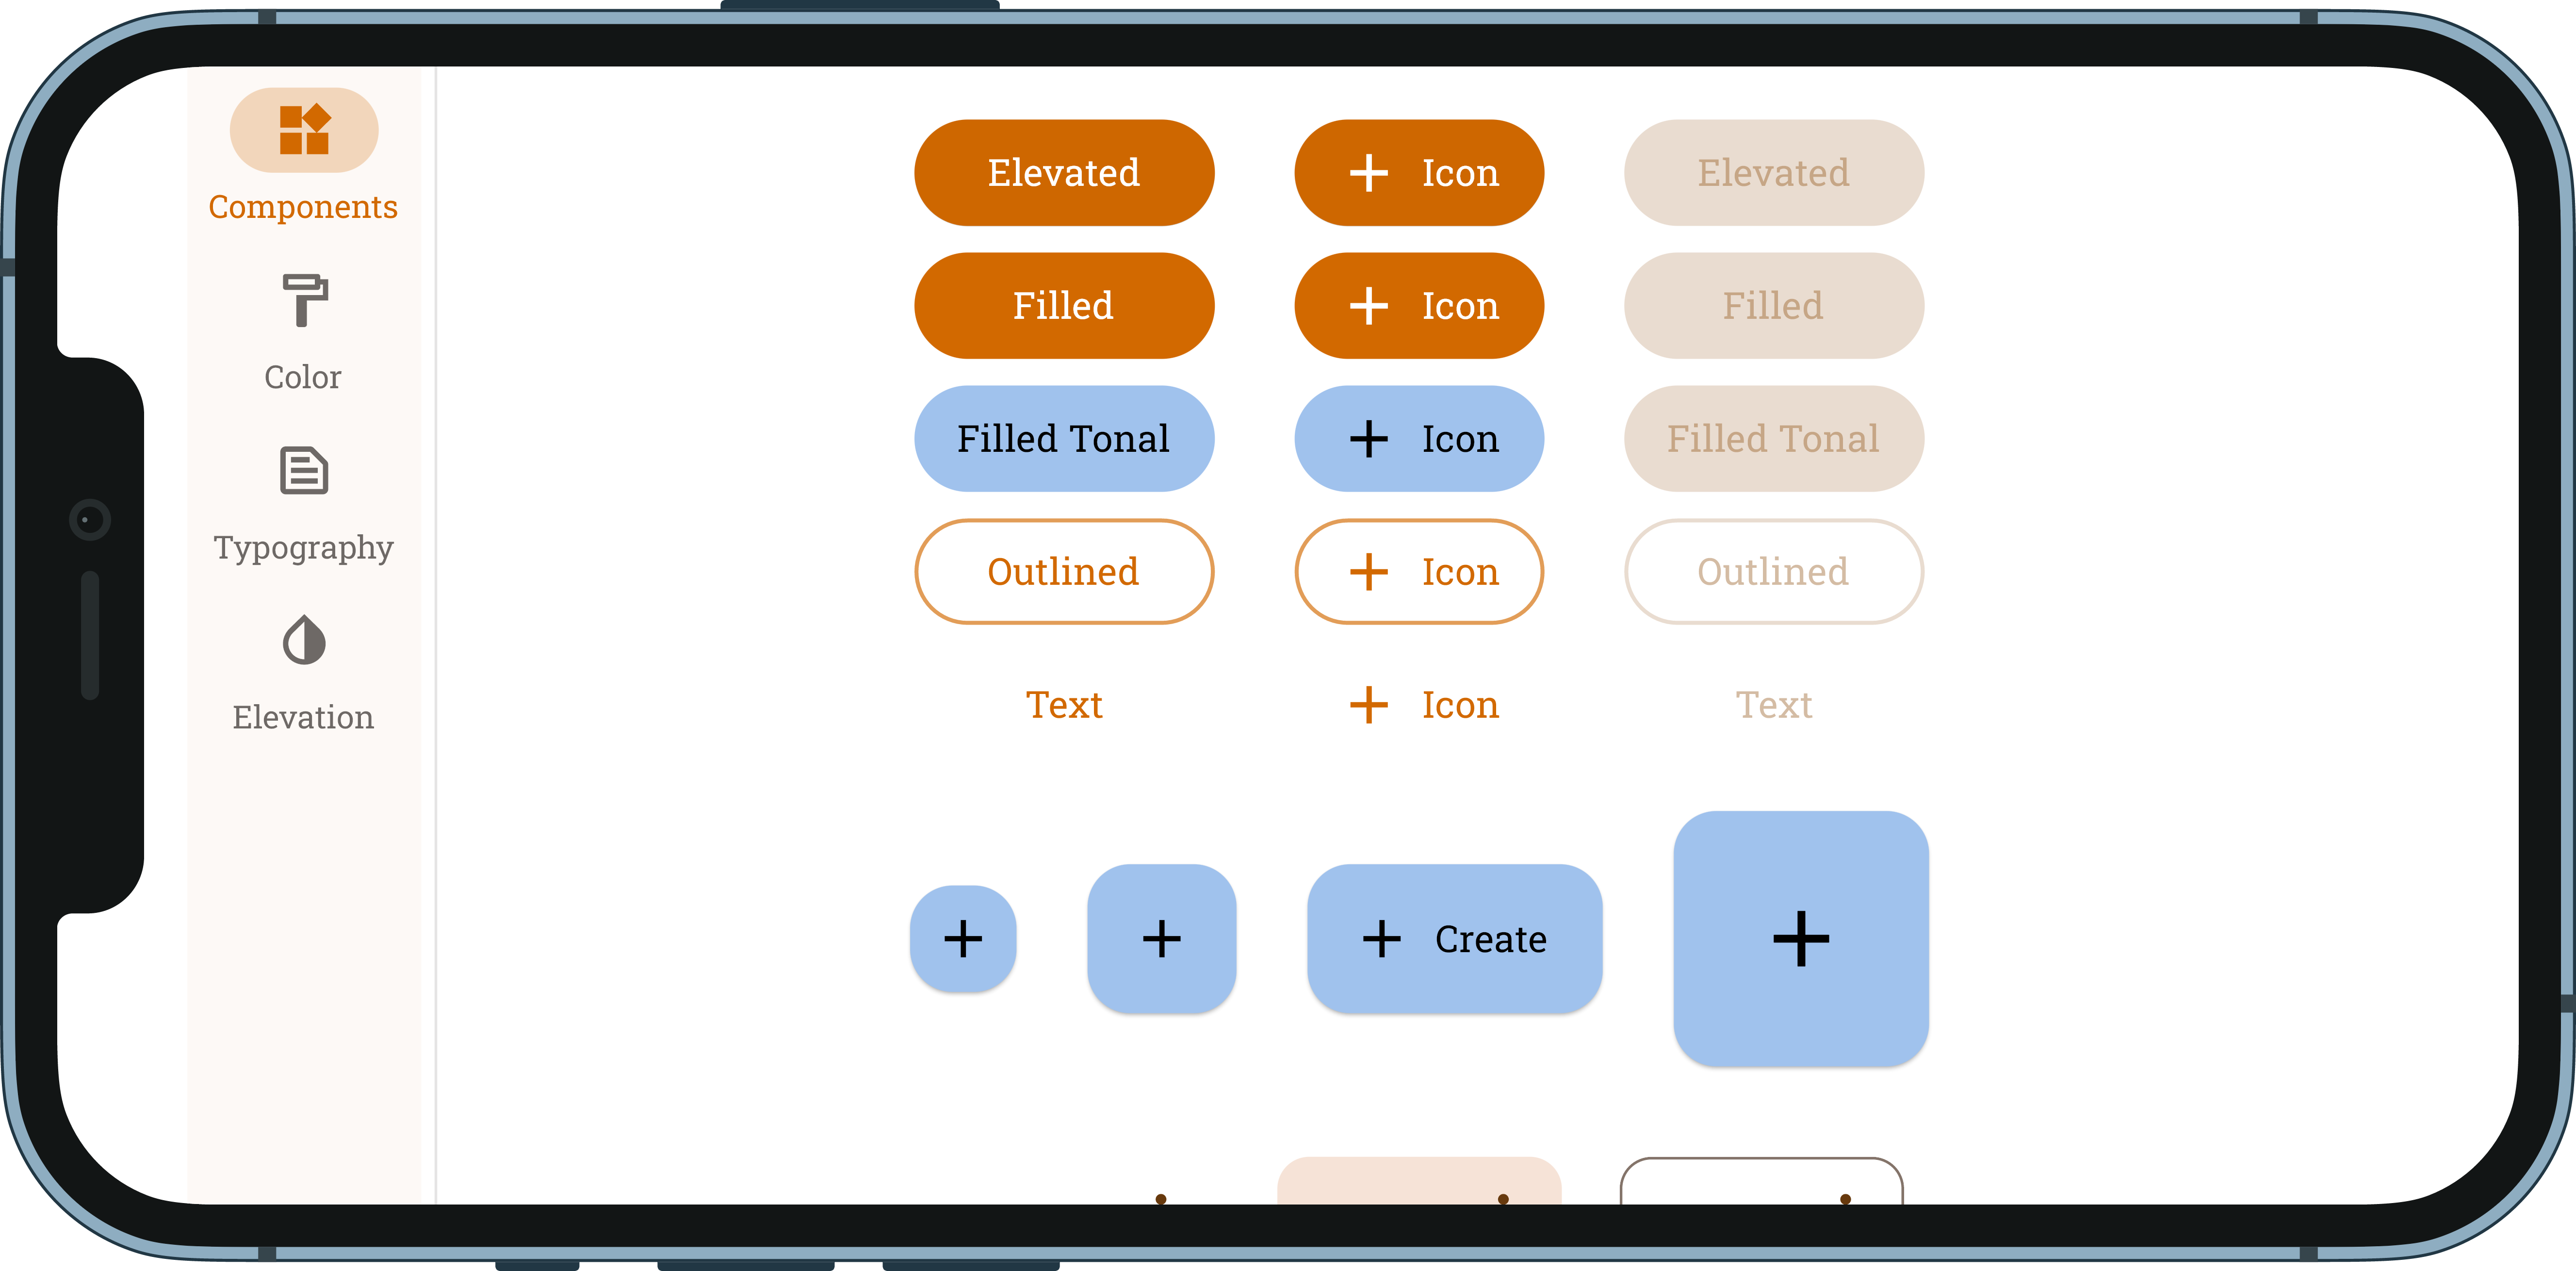 Components
Color
Typography
Elevation
Elevated Icon Elevated
Filled Icon Filled
Filled Tonal Icon Filled Tonal
Outlined Icon Outlined
Text Icon Text
Create